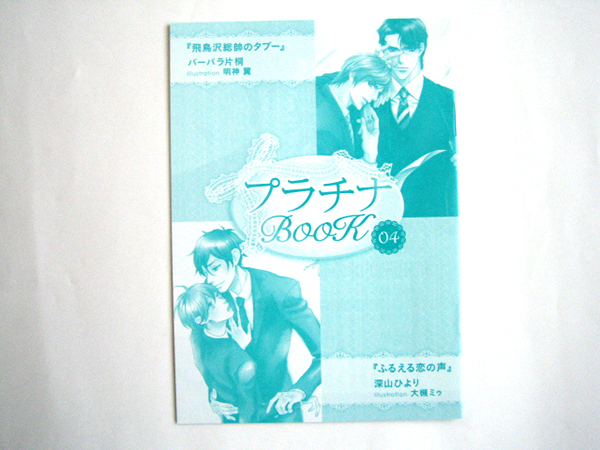 『飛鳥沢総帥のタブー』
バーバラ片桐
illustration. 明神 翼
プラチナ
BOOK
04
『ふるえる恋の声』
深山ひより
illustration. 大槻ミゥ